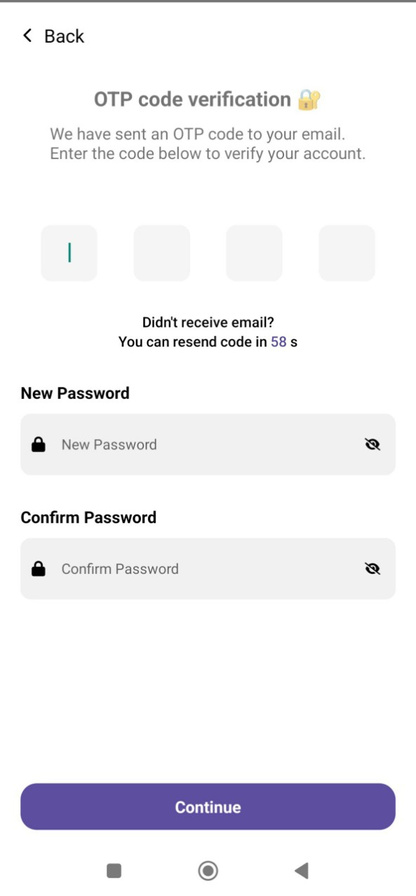 Back
OTP code verification 🔐
We have sent an OTP code to your email.
Enter the code below to verify your account.
Didn't receive email?
You can resend code in 58 s
New Password
New Password
Confirm Password
Confirm Password
Continue